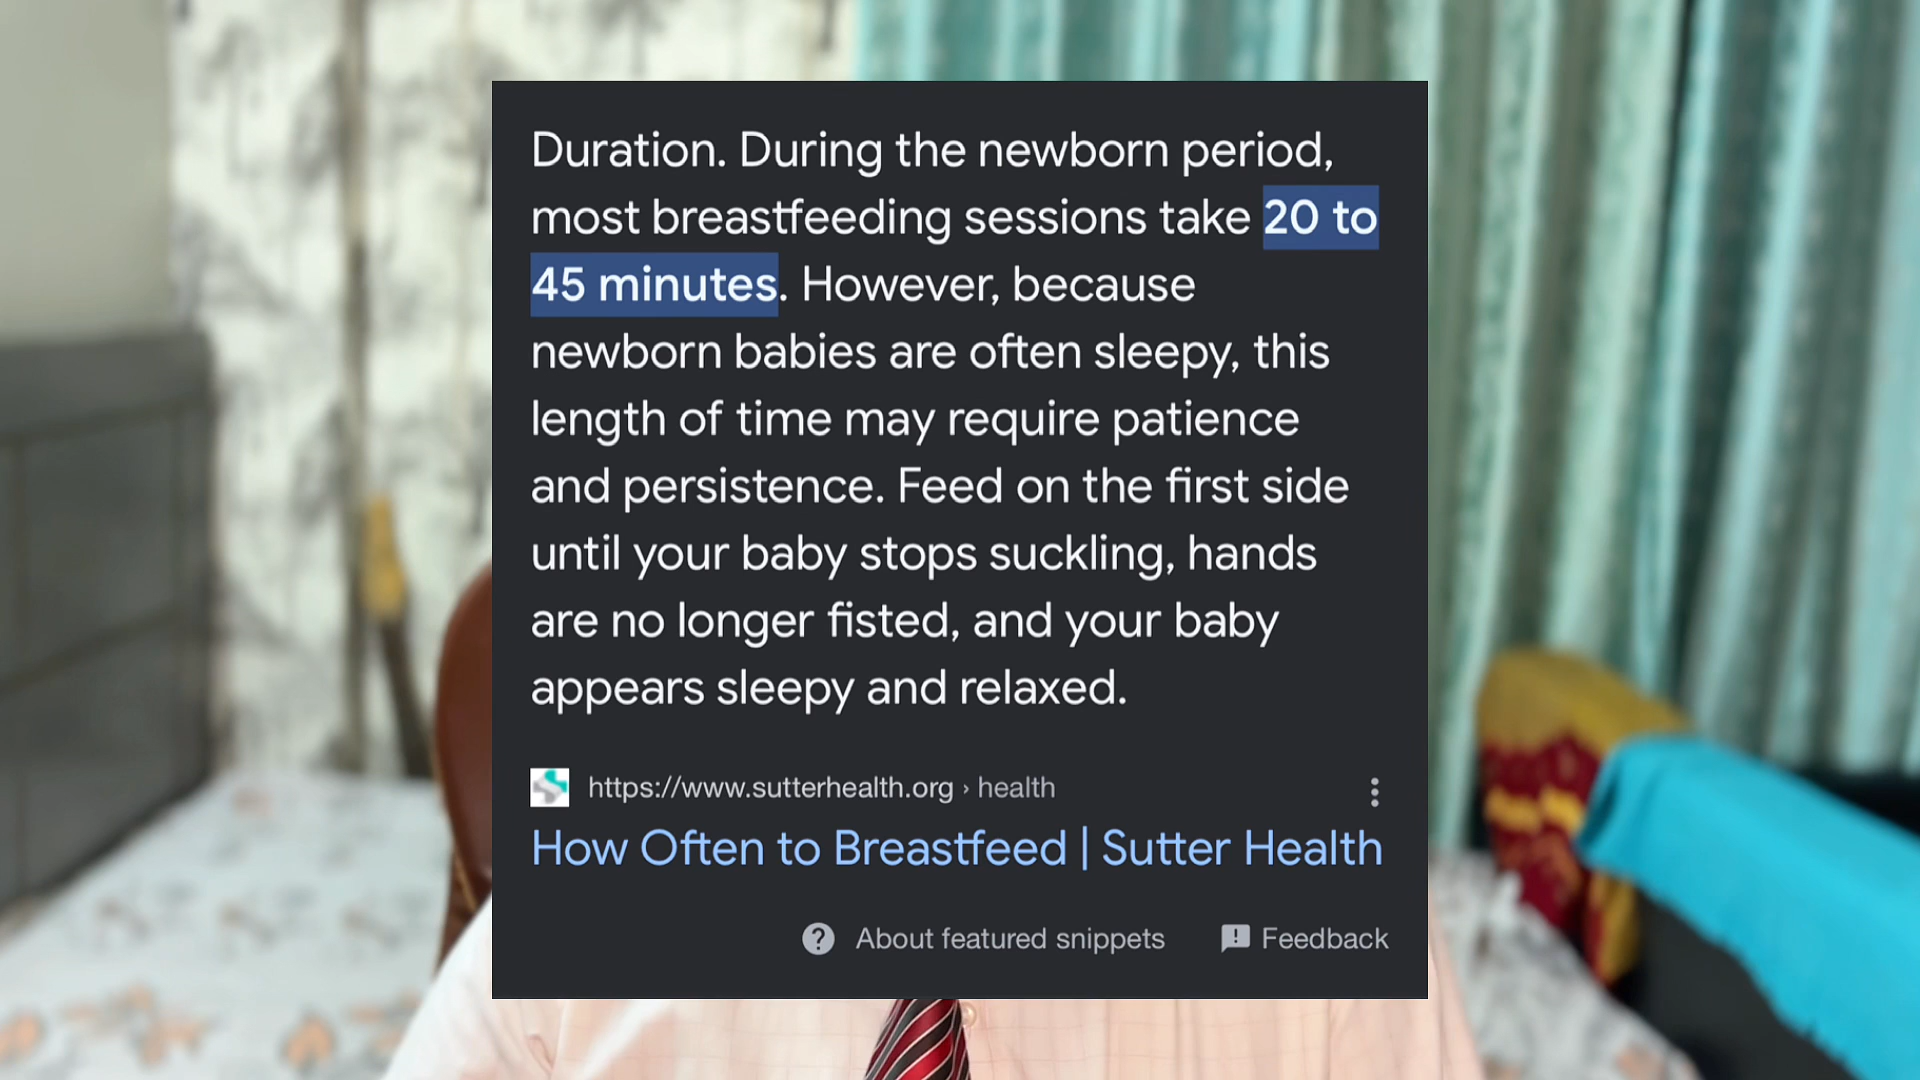 Duration. During the newborn period,
most breastfeeding sessions take 20 to
45 minutes. However, because
newborn babies are often sleepy, this
length of time may require patience
and persistence. Feed on the first side
until your baby stops suckling, hands
are no longer fisted, and your baby
appears sleepy and relaxed.
https://www.sutterhealth.org › health
How Often to Breastfeed | Sutter Health
About featured snippets Feedback